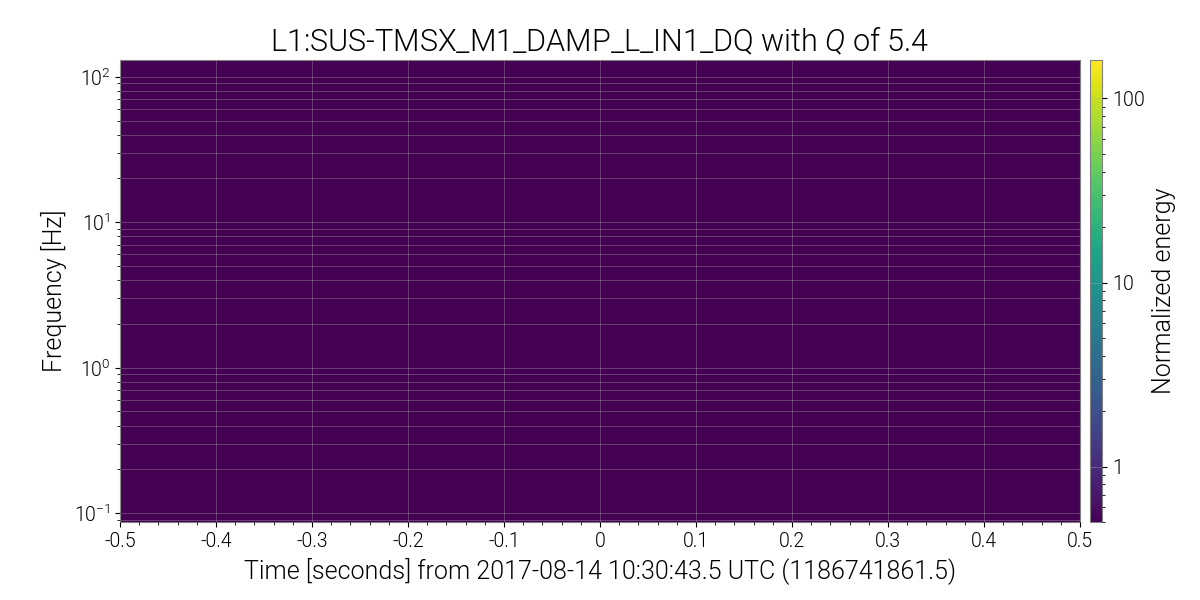 L1:SUS-TMSX_M1_DAMP_L_IN1_DQ with Q of 5.4
10²
10¹
10⁰
10⁻¹
Frequency [Hz]
-0.5 -0.4 -0.3 -0.2 -0.1 0 0.1 0.2 0.3 0.4 0.5
Time [seconds] from 2017-08-14 10:30:43.5 UTC (1186741861.5)
100
10
1
Normalized energy